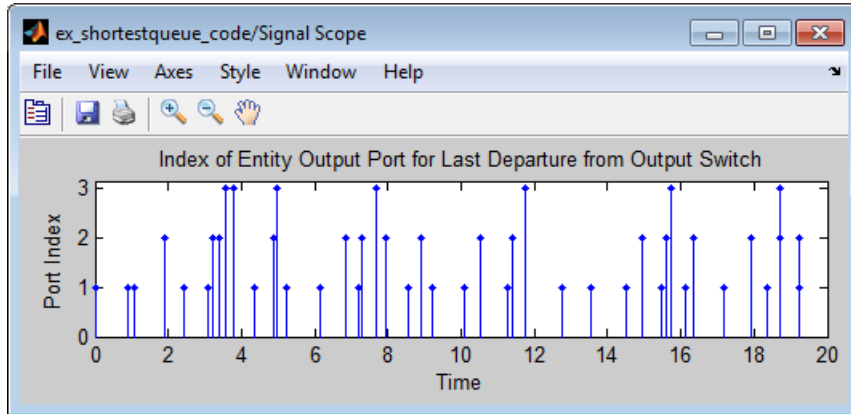 ex_shortestqueue_code/Signal Scope
File View Axes Style Window Help
Index of Entity Output Port for Last Departure from Output Switch
3
2
1
0
Port Index
0 2 4 6 8 10 12 14 16 18 20
Time